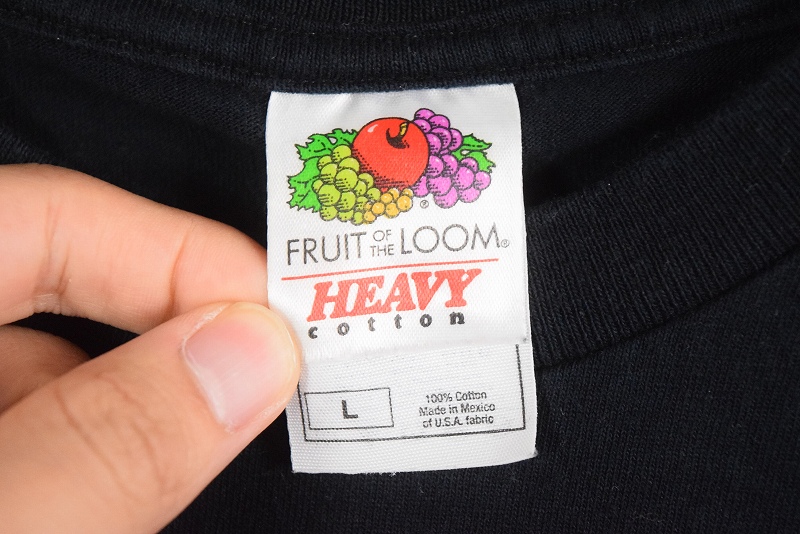 ®
FRUIT OF THE LOOM®
HEAVY
cotton
L
100% Cotton
Made in Mexico
of U.S.A. fabric